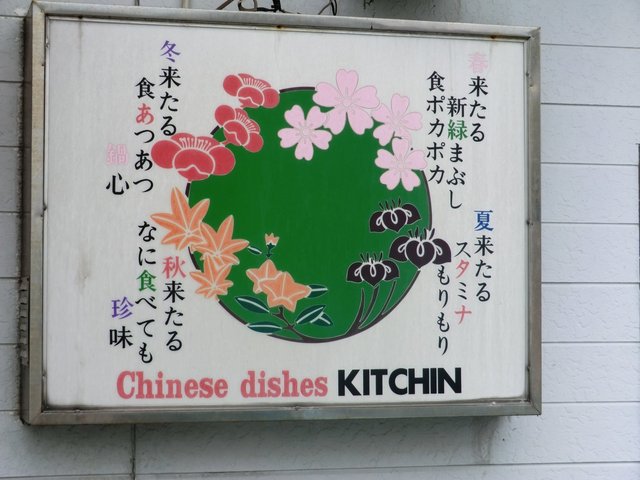 春来たる
新緑まぶし
食ポカポカ
夏来たる
スタミナ
もりもり
秋来たる
なに食べても
珍味
冬来たる
食あつあつ
鍋心
Chinese dishes KITCHIN